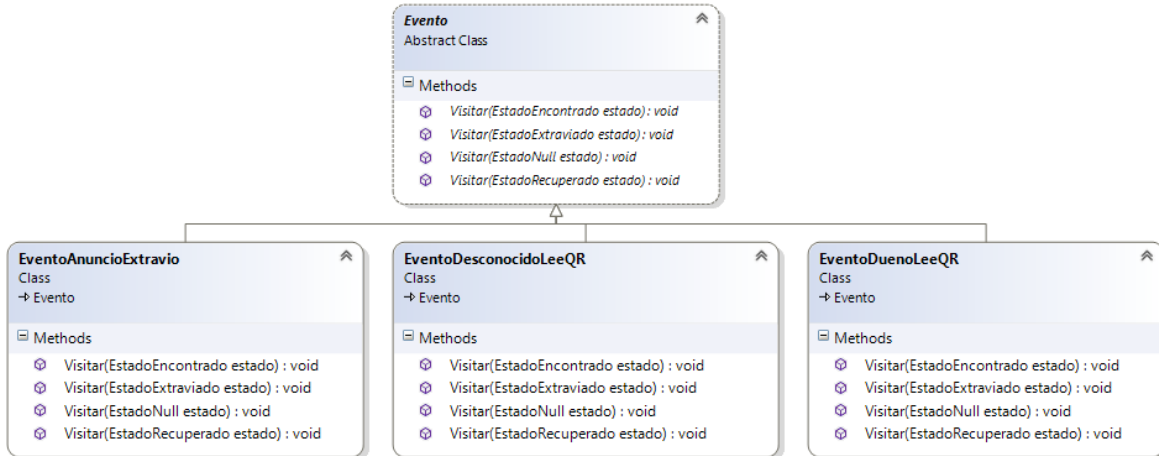 Evento
Abstract Class
Methods
Visitar(EstadoEncontrado estado) : void
Visitar(EstadoExtraviado estado) : void
Visitar(EstadoNull estado) : void
Visitar(EstadoRecuperado estado) : void
EventoAnuncioExtravio
Class
Evento
Methods
Visitar(EstadoEncontrado estado) : void
Visitar(EstadoExtraviado estado) : void
Visitar(EstadoNull estado) : void
Visitar(EstadoRecuperado estado) : void
EventoDesconocidoLeeQR
Class
Evento
Methods
Visitar(EstadoEncontrado estado) : void
Visitar(EstadoExtraviado estado) : void
Visitar(EstadoNull estado) : void
Visitar(EstadoRecuperado estado) : void
EventoDuenoLeeQR
Class
Evento
Methods
Visitar(EstadoEncontrado estado) : void
Visitar(EstadoExtraviado estado) : void
Visitar(EstadoNull estado) : void
Visitar(EstadoRecuperado estado) : void